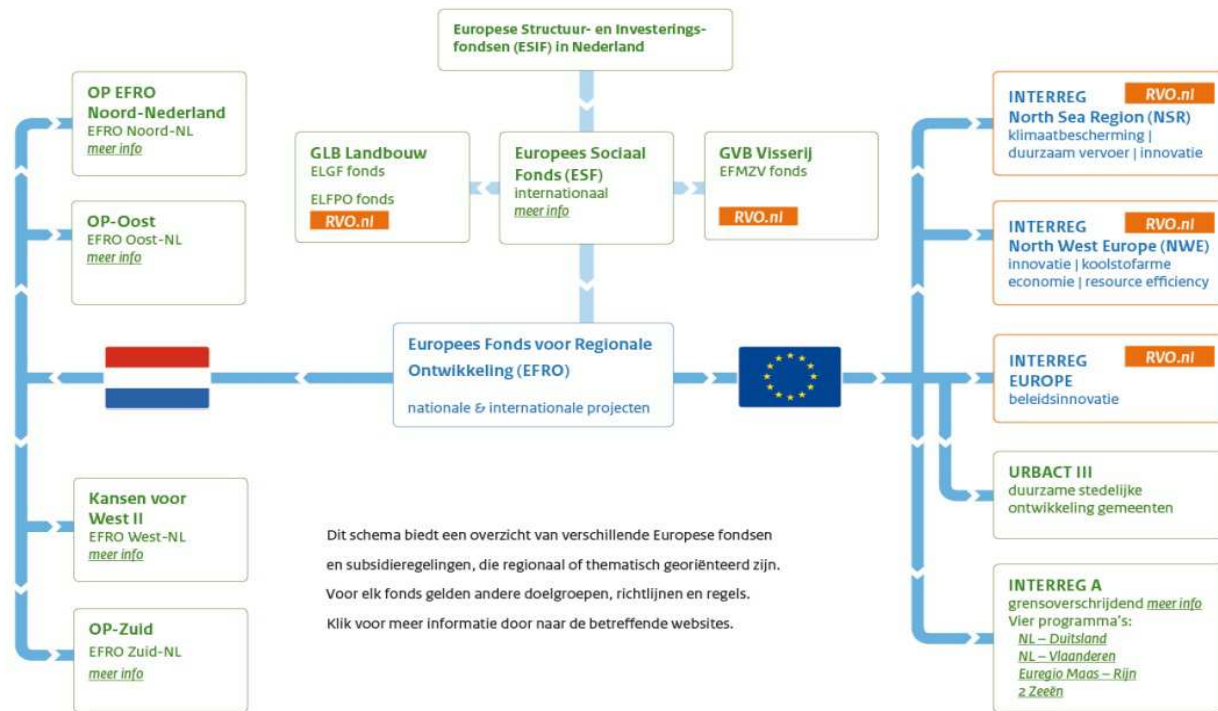 Europese Structuur- en Investerings-
fondsen (ESIF) in Nederland
OP EFRO
Noord-Nederland
EFRO Noord-NL
meer info
OP-Oost
EFRO Oost-NL
meer info
GLB Landbouw
ELGF fonds
ELFPO fonds
RVO.nl
Europees Sociaal
Fonds (ESF)
internationaal
meer info
GVB Visserij
EFMZV fonds
RVO.nl
Europees Fonds voor Regionale
Ontwikkeling (EFRO)
nationale & internationale projecten
Kansen voor
West II
EFRO West-NL
meer info
OP-Zuid
EFRO Zuid-NL
meer info
Dit schema biedt een overzicht van verschillende Europese fondsen
en subsidieregelingen, die regionaal of thematisch georiënteerd zijn.
Voor elk fonds gelden andere doelgroepen, richtlijnen en regels.
Klik voor meer informatie door naar de betreffende websites.
INTERREG RVO.nl
North Sea Region (NSR)
klimaatbescherming |
duurzaam vervoer | innovatie
INTERREG RVO.nl
North West Europe (NWE)
innovatie | koolstofarme
economie | resource efficiency
INTERREG RVO.nl
EUROPE
beleidsinnovatie
URBACT III
duurzame stedelijke
ontwikkeling gemeenten
INTERREG A
grensoverschrijdend meer info
Vier programma's:
NL – Duitsland
NL – Vlaanderen
Euregio Maas – Rijn
2 Zeeën